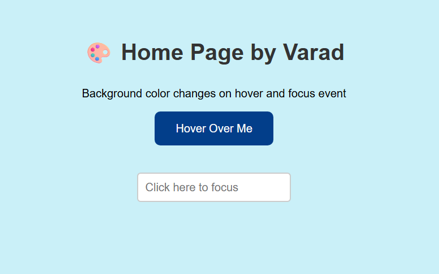 🎨 Home Page by Varad
Background color changes on hover and focus event
Hover Over Me
Click here to focus